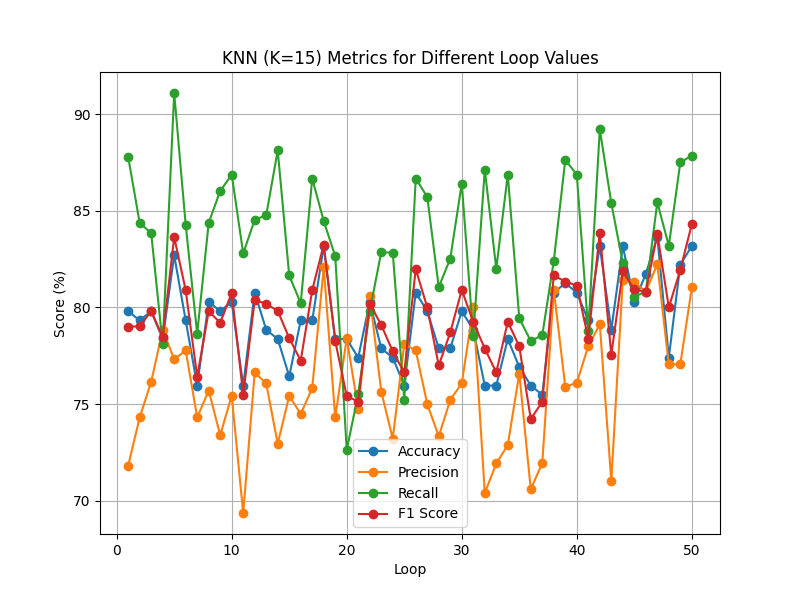 KNN (K=15) Metrics for Different Loop Values
Score (%)
90
85
80
75
70
Accuracy
Precision
Recall
F1 Score
0 10 20 30 40 50
Loop